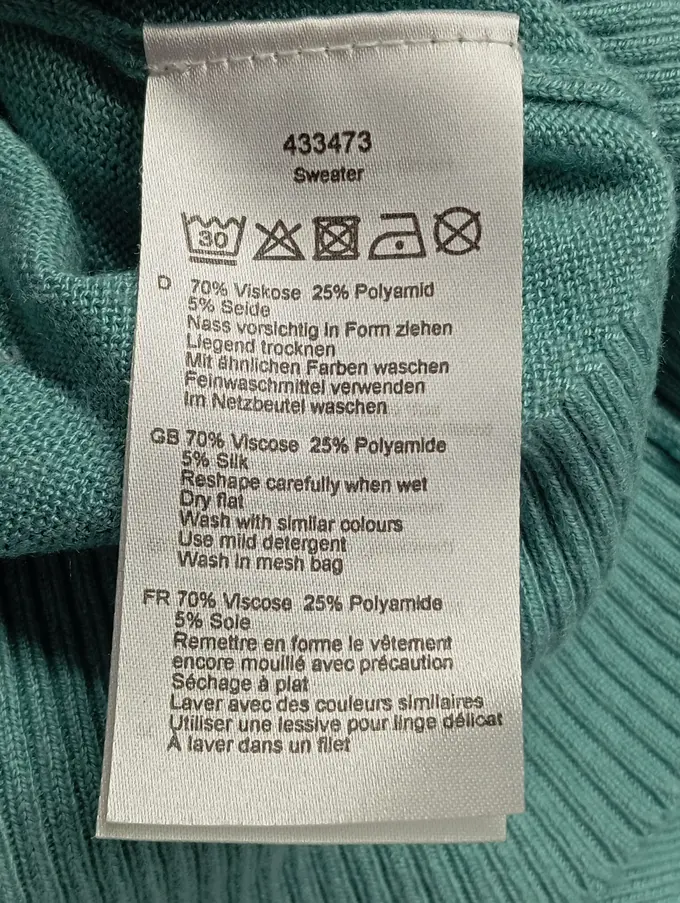 433473
Sweater
30
D 70% Viskose 25% Polyamid
5% Seide
Nass vorsichtig in Form ziehen
Liegend trocknen
Mit ähnlichen Farben waschen
Feinwaschmittel verwenden
Im Netzbeutel waschen
GB 70% Viscose 25% Polyamide
5% Silk
Reshape carefully when wet
Dry flat
Wash with similar colours
Use mild detergent
Wash in mesh bag
FR 70% Viscose 25% Polyamide
5% Soie
Remettre en forme le vêtement
encore mouillé avec précaution
Séchage à plat
Laver avec des couleurs similaires
Utiliser une lessive pour linge délicat
À laver dans un filet